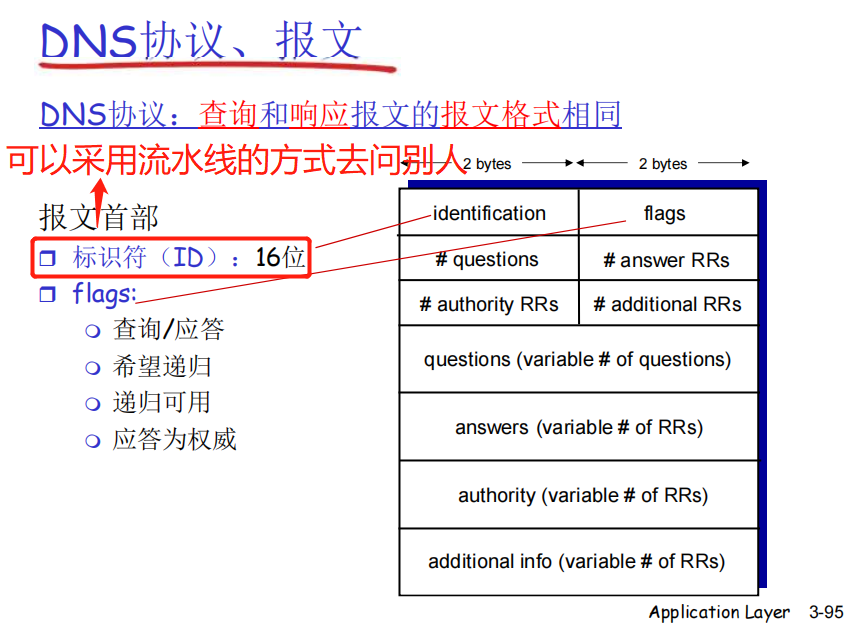 DNS协议、报文
DNS协议：查询和响应报文的报文格式相同
可以采用流水线的方式去问别人
报文首部
标识符（ID）：16位
flags:
查询/应答
希望递归
递归可用
应答为权威
2 bytes 2 bytes
identification flags
# questions # answer RRs
# authority RRs # additional RRs
questions (variable # of questions)
answers (variable # of RRs)
authority (variable # of RRs)
additional info (variable # of RRs)
Application Layer 3-95